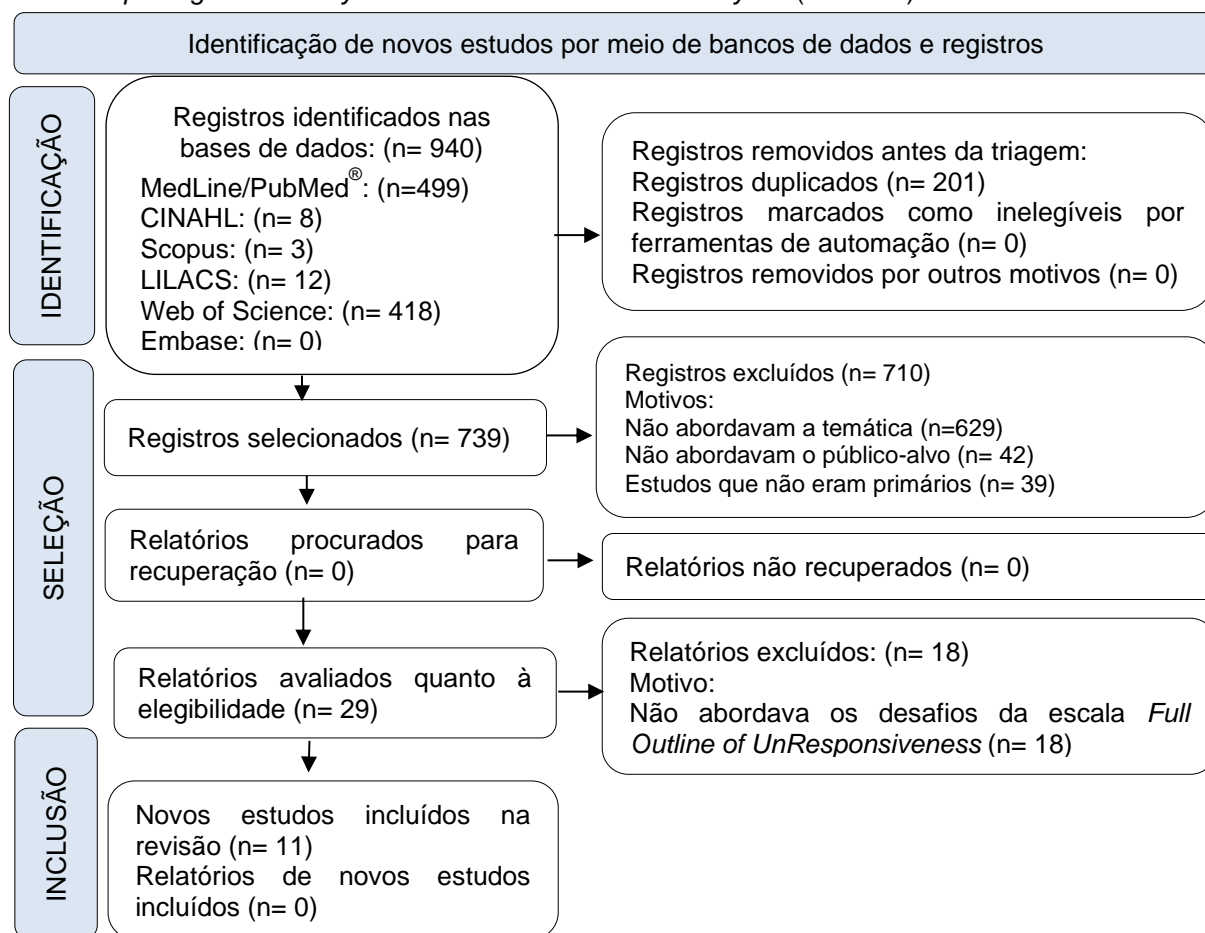 Identificação de novos estudos por meio de bancos de dados e registros
IDENTIFICAÇÃO
Registros identificados nas
bases de dados: (n= 940)
MedLine/PubMed®: (n=499)
CINAHL: (n= 8)
Scopus: (n= 3)
LILACS: (n= 12)
Web of Science: (n= 418)
Embase: (n= 0)
Registros removidos antes da triagem:
Registros duplicados (n= 201)
Registros marcados como inelegíveis por
ferramentas de automação (n= 0)
Registros removidos por outros motivos (n= 0)
SELEÇÃO
Registros selecionados (n= 739)
Registros excluídos (n= 710)
Motivos:
Não abordavam a temática (n=629)
Não abordavam o público-alvo (n= 42)
Estudos que não eram primários (n= 39)
Relatórios procurados para
recuperação (n= 0)
Relatórios não recuperados (n= 0)
Relatórios avaliados quanto à
elegibilidade (n= 29)
Relatórios excluídos: (n= 18)
Motivo:
Não abordava os desafios da escala Full
Outline of UnResponsiveness (n= 18)
INCLUSÃO
Novos estudos incluídos na
revisão (n= 11)
Relatórios de novos estudos
incluídos (n= 0)